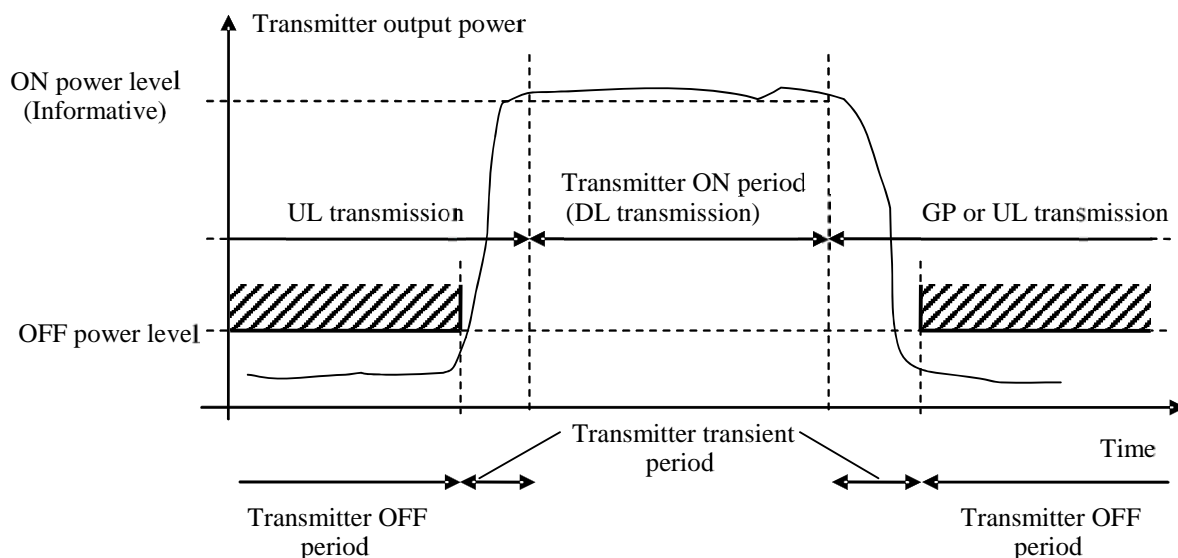 Transmitter output power
ON power level
(Informative)
Transmitter ON period
(DL transmission)
UL transmission
GP or UL transmission
OFF power level
Transmitter transient
period
Time
Transmitter OFF
period
Transmitter OFF
period